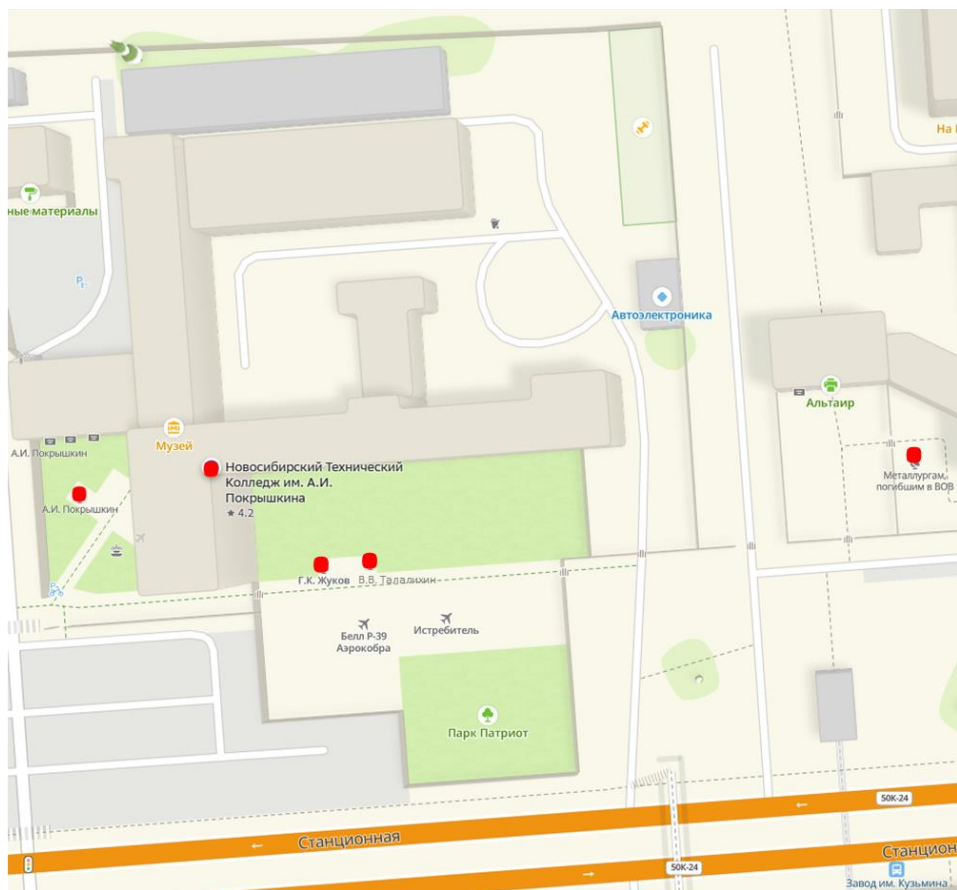 На
ные материалы
Автоэлектроника
Альтаир
Музей
А.И. Покрышкин
Новосибирский Технический
Колледж им. А.И.
Покрышкина
★ 4.2
Металлургам,
погибшим в ВОВ
А.И. Покрышкин
Г.К. Жуков
В.В. Талалихин
Белл P-39
Аэрокобра
Истребитель
Парк Патриот
50К-24
Станционная
Станцион
50К-24
Завод им. Кузьмина